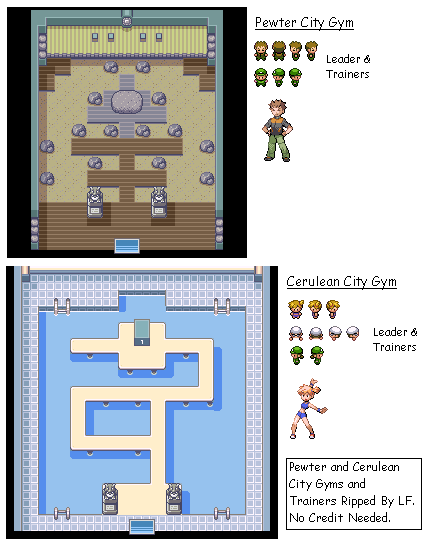 Pewter City Gym
Leader &
Trainers
Cerulean City Gym
1
Leader &
Trainers
Pewter and Cerulean
City Gyms and
Trainers Ripped By LF.
No Credit Needed.